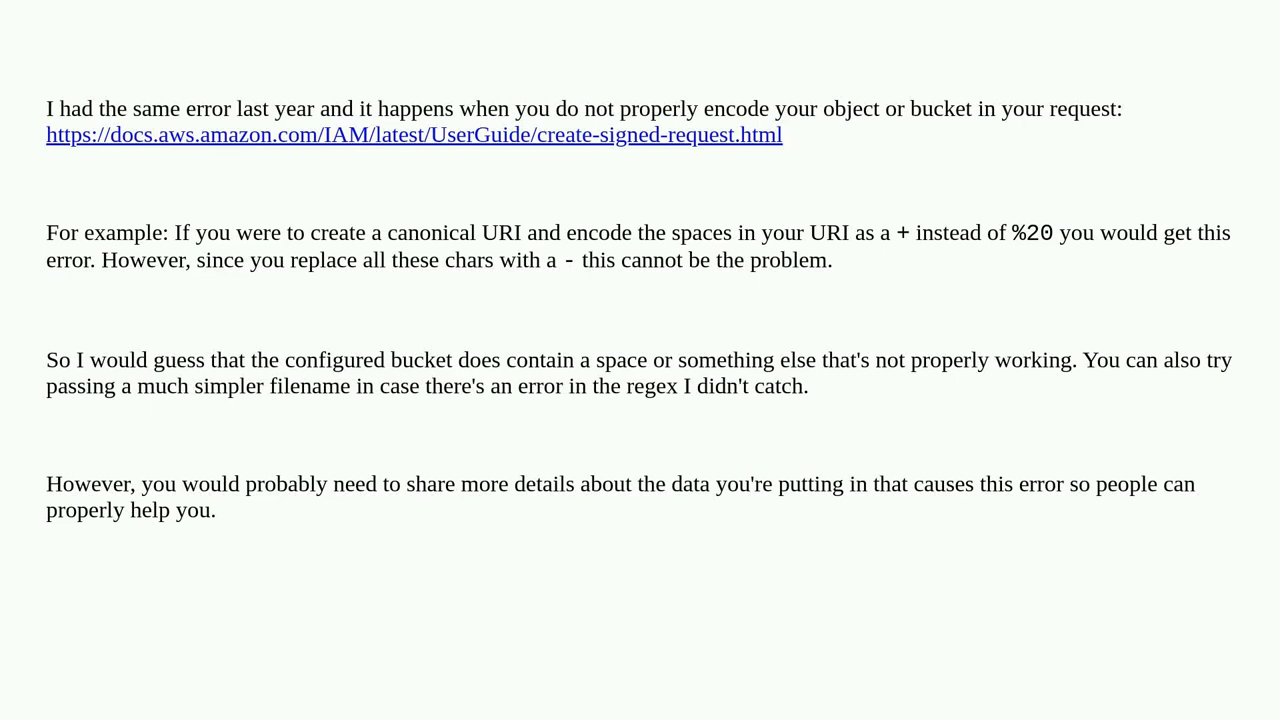 I had the same error last year and it happens when you do not properly encode your object or bucket in your request:
https://docs.aws.amazon.com/IAM/latest/UserGuide/create-signed-request.html
For example: If you were to create a canonical URI and encode the spaces in your URI as a + instead of %20 you would get this
error. However, since you replace all these chars with a - this cannot be the problem.
So I would guess that the configured bucket does contain a space or something else that's not properly working. You can also try
passing a much simpler filename in case there's an error in the regex I didn't catch.
However, you would probably need to share more details about the data you're putting in that causes this error so people can
properly help you.